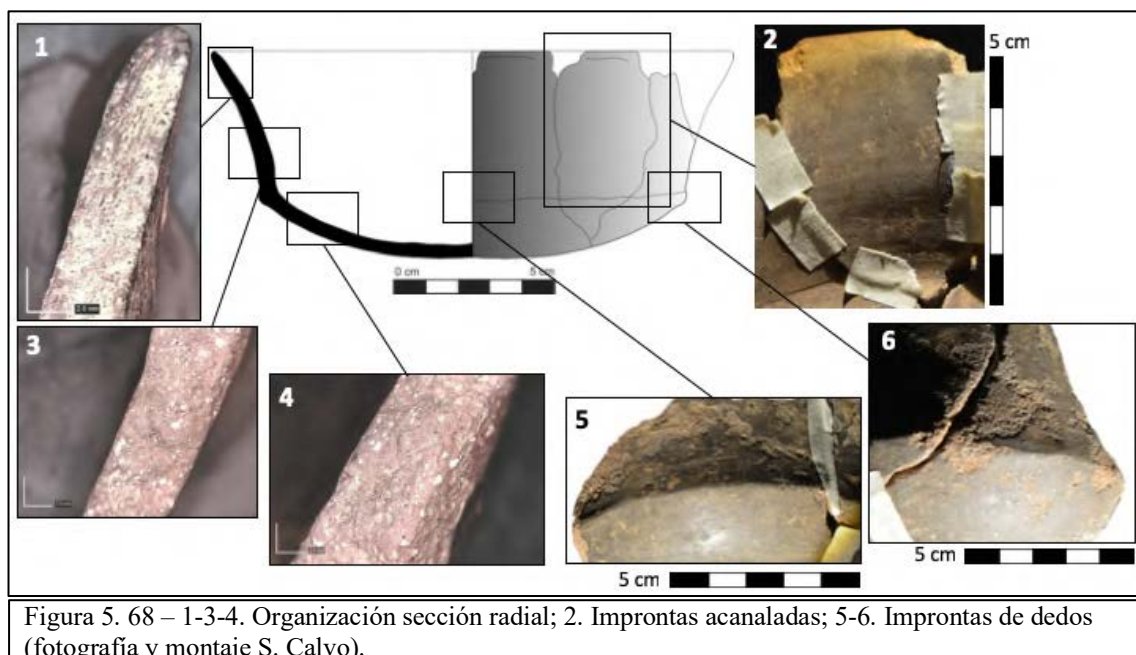 1
2
5 cm
0 cm
5 cm
3
4
5
6
5 cm
5 cm
Figura 5. 68 – 1-3-4. Organización sección radial; 2. Improntas acanaladas; 5-6. Improntas de dedos
(fotografía y montaje S. Calvo).